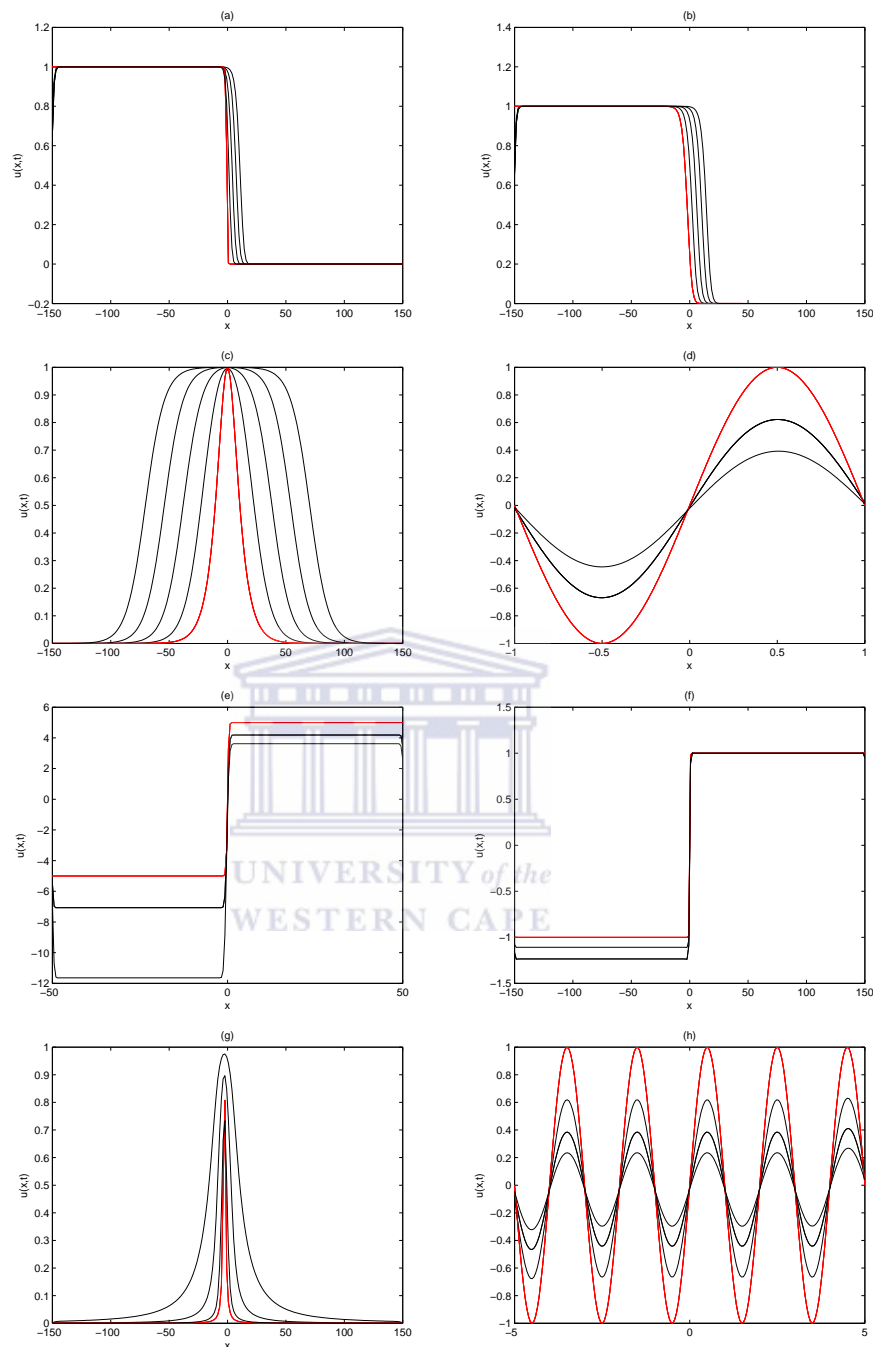 (a)
1.2
1
0.8
0.6
0.4
0.2
0
−0.2
u(x,t)
−150 −100 −50 0 50 100 150
x
(b)
1.4
1.2
1
0.8
0.6
0.4
0.2
0
u(x,t)
−150 −100 −50 0 50 100 150
x
(c)
1
0.9
0.8
0.7
0.6
0.5
0.4
0.3
0.2
0.1
0
u(x,t)
−150 −100 −50 0 50 100 150
x
(d)
1
0.8
0.6
0.4
0.2
0
−0.2
−0.4
−0.6
−0.8
−1
u(x,t)
−1 −0.5 0 0.5 1
x
(e)
6
4
2
0
−2
−4
−6
−8
−10
−12
u(x,t)
−50 0 50
x
(f)
1.5
1
0.5
0
−0.5
−1
−1.5
u(x,t)
−150 −100 −50 0 50 100 150
x
UNIVERSITY of the
WESTERN CAPE
(g)
1
0.9
0.8
0.7
0.6
0.5
0.4
0.3
0.2
0.1
0
u(x,t)
−150 −100 −50 0 50 100 150
x
(h)
1
0.8
0.6
0.4
0.2
0
−0.2
−0.4
−0.6
−0.8
−1
u(x,t)
−5 0 5
x